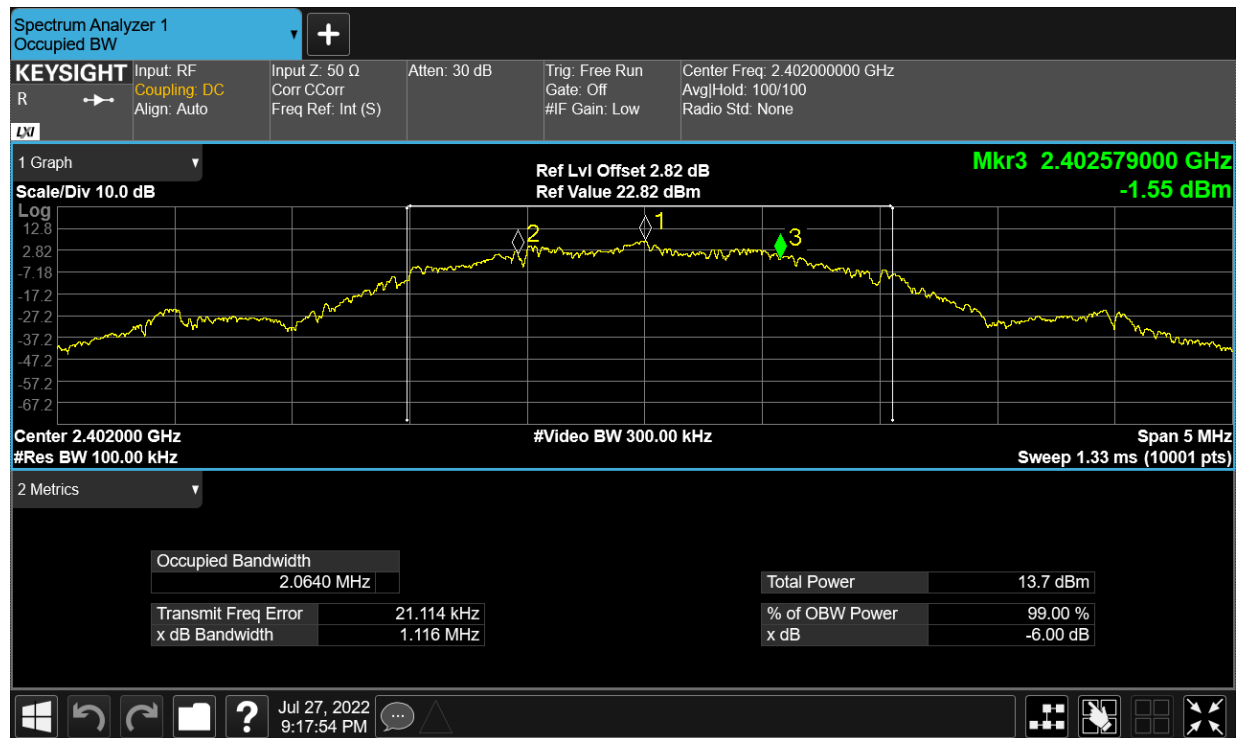 Spectrum Analyzer 1
Occupied BW
KEYSIGHT Input: RF Input Z: 50 Ω Atten: 30 dB Trig: Free Run Center Freq: 2.402000000 GHz
R Coupling: DC Corr CCorr Gate: Off Avg|Hold: 100/100
Align: Auto Freq Ref: Int (S) #IF Gain: Low Radio Std: None
LXI
1 Graph Ref Lvl Offset 2.82 dB Mkr3 2.402579000 GHz
Scale/Div 10.0 dB Ref Value 22.82 dBm -1.55 dBm
Log
12.8
2.82
-7.18
-17.2
-27.2
-37.2
-47.2
-57.2
-67.2
2
1
3
Center 2.402000 GHz #Video BW 300.00 kHz Span 5 MHz
#Res BW 100.00 kHz Sweep 1.33 ms (10001 pts)
2 Metrics
Occupied Bandwidth
2.0640 MHz Total Power 13.7 dBm
Transmit Freq Error 21.114 kHz % of OBW Power 99.00 %
x dB Bandwidth 1.116 MHz x dB -6.00 dB
? Jul 27, 2022
9:17:54 PM